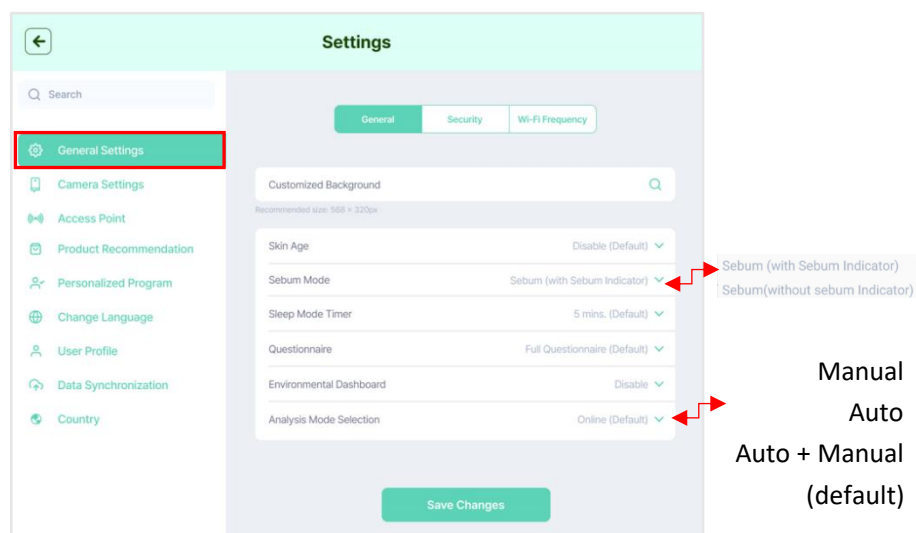 Settings
Search
General Security Wi-Fi Frequency
General Settings
Camera Settings
Access Point
Product Recommendation
Personalized Program
Change Language
User Profile
Data Synchronization
Country
Customized Background
Recommended size: 568 × 320px
Skin Age Disable (Default)
Sebum Mode Sebum (with Sebum Indicator)
Sleep Mode Timer 5 mins. (Default)
Questionnaire Full Questionnaire (Default)
Environmental Dashboard Disable
Analysis Mode Selection Online (Default)
Save Changes
Sebum (with Sebum Indicator)
Sebum(without sebum Indicator)
Manual
Auto
Auto + Manual
(default)